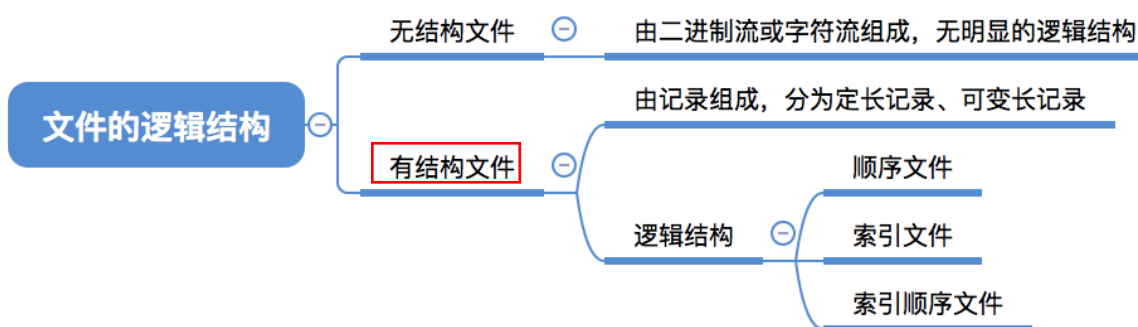 文件的逻辑结构
无结构文件
由二进制流或字符流组成，无明显的逻辑结构
有结构文件
由记录组成，分为定长记录、可变长记录
逻辑结构
顺序文件
索引文件
索引顺序文件